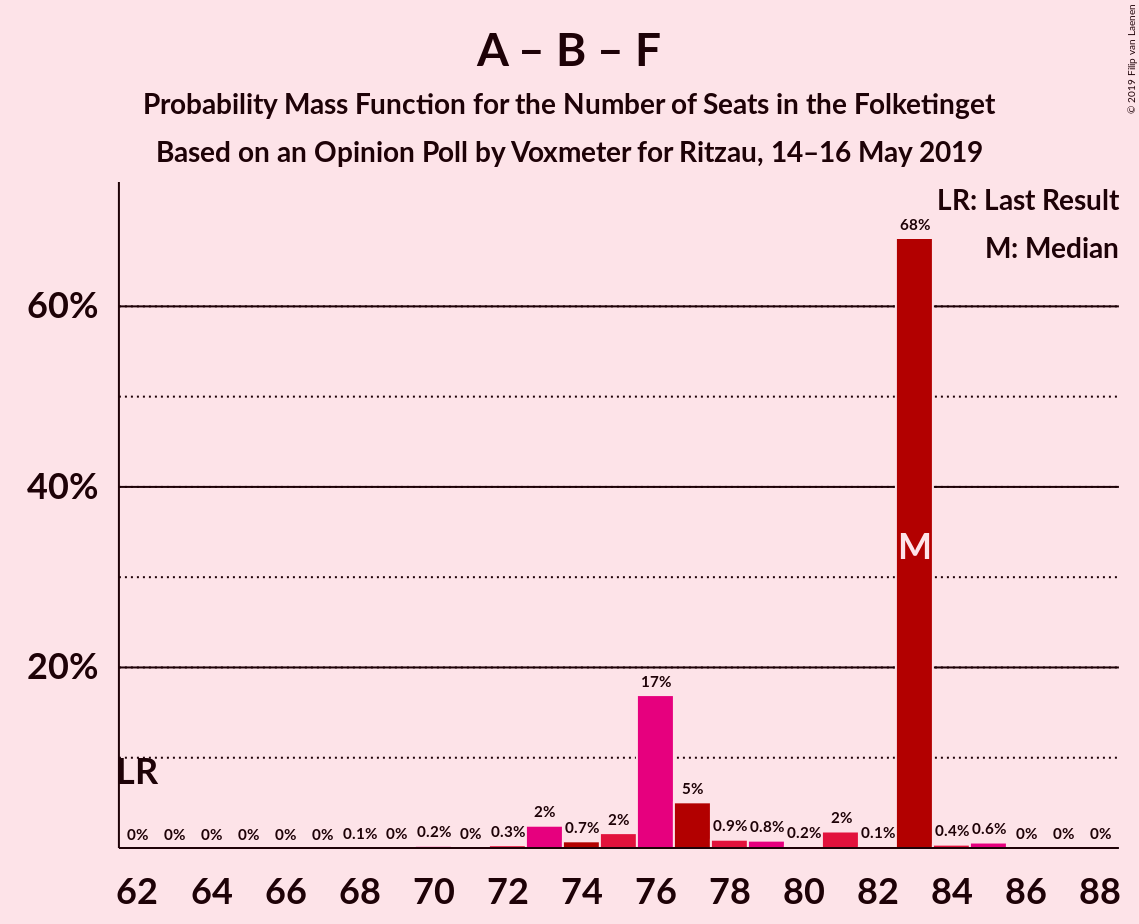 A – B – F
Probability Mass Function for the Number of Seats in the Folketinget
Based on an Opinion Poll by Voxmeter for Ritzau, 14–16 May 2019
© 2019 Filip van Laenen
LR: Last Result
M: Median
60%
40%
20%
LR
M
0% 0% 0% 0% 0% 0% 0.1% 0% 0.2% 0% 0.3% 2% 0.7% 2% 17% 5% 0.9% 0.8% 0.2% 2% 0.1% 68% 0.4% 0.6% 0% 0% 0%
62 64 66 68 70 72 74 76 78 80 82 84 86 88